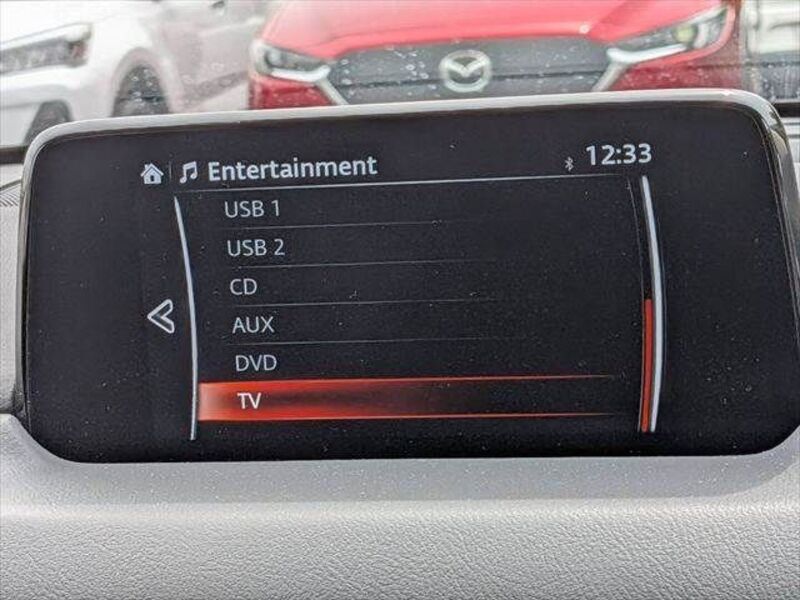 Entertainment 12:33
USB 1
USB 2
CD
AUX
DVD
TV